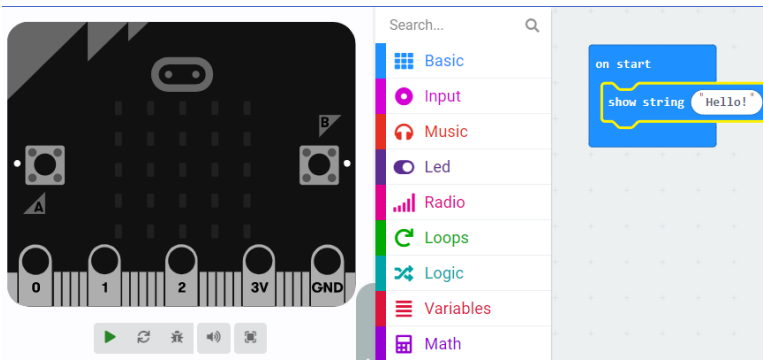 B
A
0 1 2 3V GND
Search...
Basic
Input
Music
Led
Radio
Loops
Logic
Variables
Math
on start
show string "Hello!"